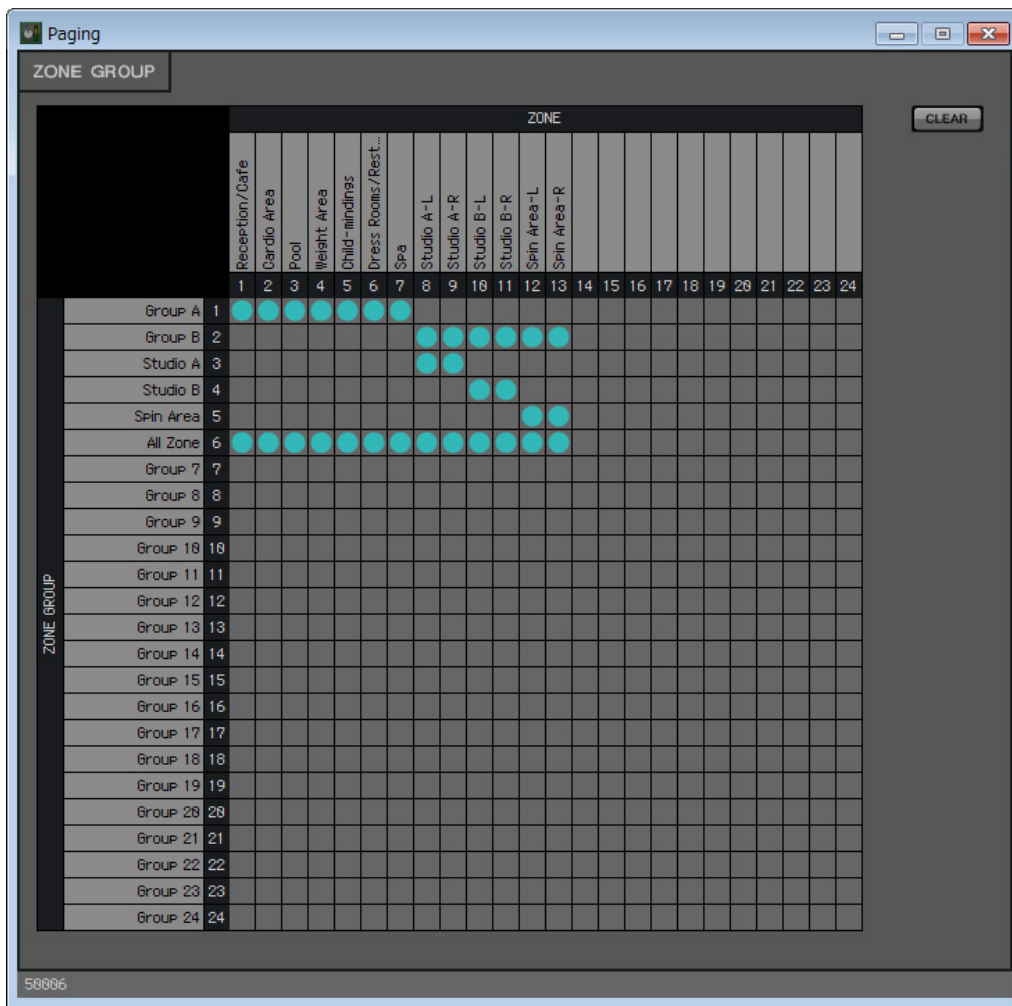 Paging
ZONE GROUP
CLEAR
ZONE
Reception/Cafe
Cardio Area
Pool
Weight Area
Child-mindings
Dress Rooms/Rest...
Spa
Studio A-L
Studio A-R
Studio B-L
Studio B-R
Spin Area-L
Spin Area-R
1 2 3 4 5 6 7 8 9 10 11 12 13 14 15 16 17 18 19 20 21 22 23 24
ZONE GROUP
Group A 1
Group B 2
Studio A 3
Studio B 4
Spin Area 5
All Zone 6
Group 7 7
Group 8 8
Group 9 9
Group 10 10
Group 11 11
Group 12 12
Group 13 13
Group 14 14
Group 15 15
Group 16 16
Group 17 17
Group 18 18
Group 19 19
Group 20 20
Group 21 21
Group 22 22
Group 23 23
Group 24 24
50006